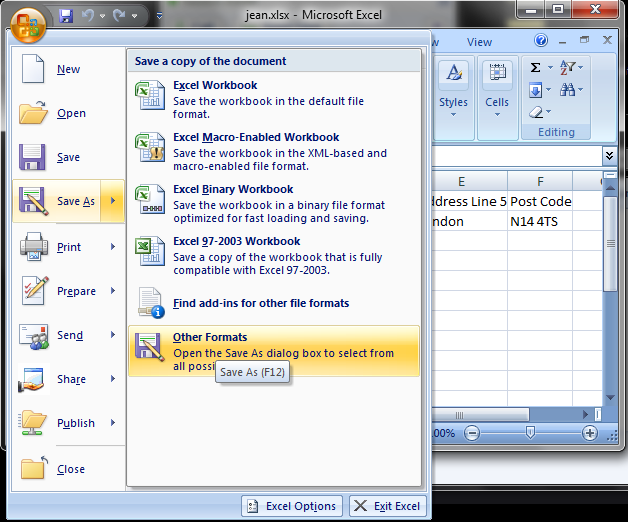 jean.xlsx - Microsoft Excel
View
Save a copy of the document
New
Open
Save
Save As
Print
Prepare
Send
Share
Publish
Close
Excel Workbook
Save the workbook in the default file
format.
Excel Macro-Enabled Workbook
Save the workbook in the XML-based and
macro-enabled file format.
Excel Binary Workbook
Save the workbook in a binary file format
optimized for fast loading and saving.
Excel 97-2003 Workbook
Save a copy of the workbook that is fully
compatible with Excel 97-2003.
Find add-ins for other file formats
Other Formats
Open the Save As dialog box to select from
all possi
Save As (F12)
Excel Options
Exit Excel
Styles
Cells
Editing
E F
ddress Line 5 Post Code
ndon N14 4TS
00%